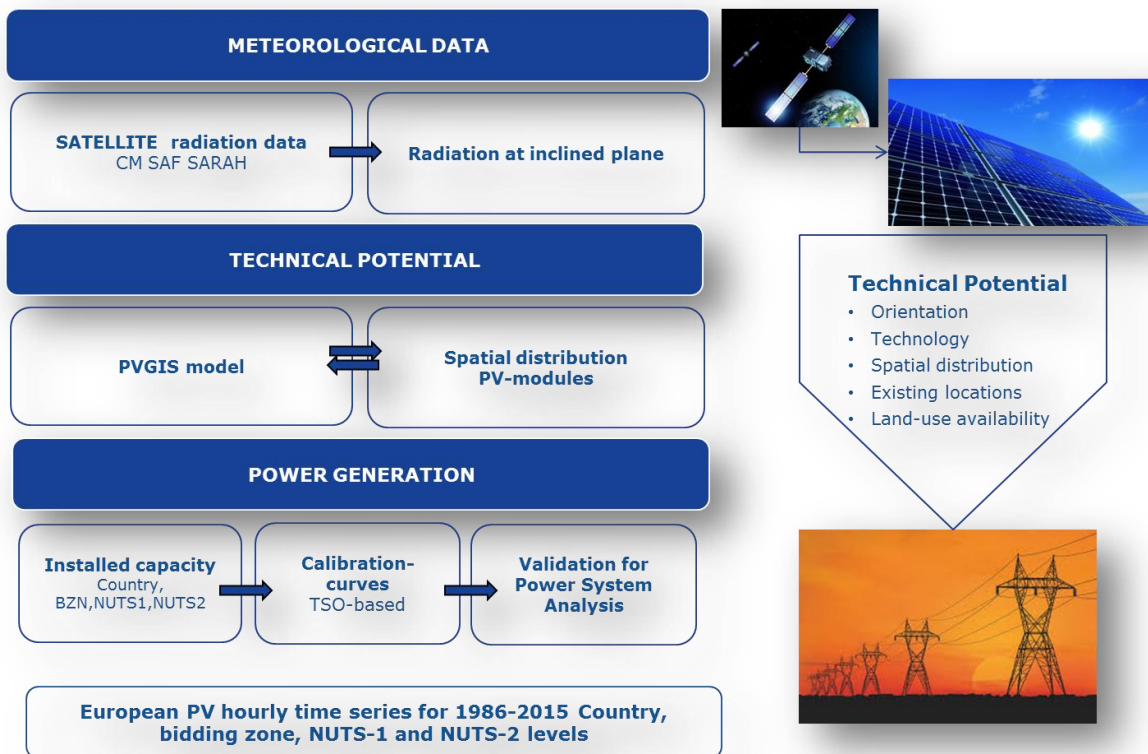 METEOROLOGICAL DATA
SATELLITE radiation data
CM SAF SARAH
Radiation at inclined plane
TECHNICAL POTENTIAL
PVGIS model
Spatial distribution
PV-modules
Technical Potential
• Orientation
• Technology
• Spatial distribution
• Existing locations
• Land-use availability
POWER GENERATION
Installed capacity
Country,
BZN,NUTS1,NUTS2
Calibration-
curves
TSO-based
Validation for
Power System
Analysis
European PV hourly time series for 1986-2015 Country,
bidding zone, NUTS-1 and NUTS-2 levels